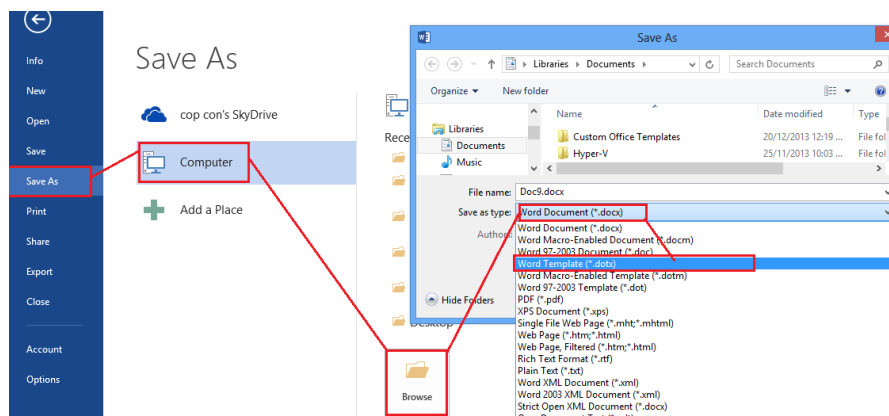 Info
New
Open
Save
Save As
Print
Share
Export
Close
Account
Options
Save As
cop con's SkyDrive
Computer
Add a Place
Rece
Desktop
Browse
Save As
Libraries Documents
Search Documents
Organize New folder
Libraries
Documents
Music
Name Date modified Type
Custom Office Templates 20/12/2013 12:19 ... File fol
Hyper-V 25/11/2013 10:03 ... File fol
File name: Doc9.docx
Save as type: Word Document (*.docx)
Authors
Word Document (*.docx)
Word Macro-Enabled Document (*.docm)
Word 97-2003 Document (*.doc)
Word Template (*.dotx)
Word Macro-Enabled Template (*.dotm)
Word 97-2003 Template (*.dot)
PDF (*.pdf)
XPS Document (*.xps)
Single File Web Page (*.mht;*.mhtml)
Web Page (*.htm;*.html)
Web Page, Filtered (*.htm;*.html)
Rich Text Format (*.rtf)
Plain Text (*.txt)
Word XML Document (*.xml)
Word 2003 XML Document (*.xml)
Strict Open XML Document (*.docx)
Hide Folders